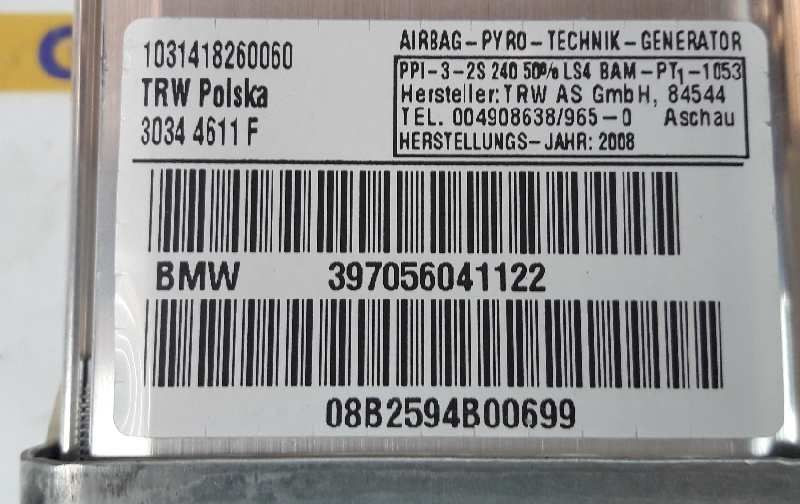 1031418260060
TRW Polska
3034 4611 F
AIRBAG-PYRO-TECHNIK-GENERATOR
PPI-3-2S 240 50% LS4 BAM-PT1-1053
Hersteller: TRW AS GmbH, 84544
TEL. 004908638/965-0 Aschau
HERSTELLUNGS-JAHR: 2008
BMW 397056041122
08B2594B00699